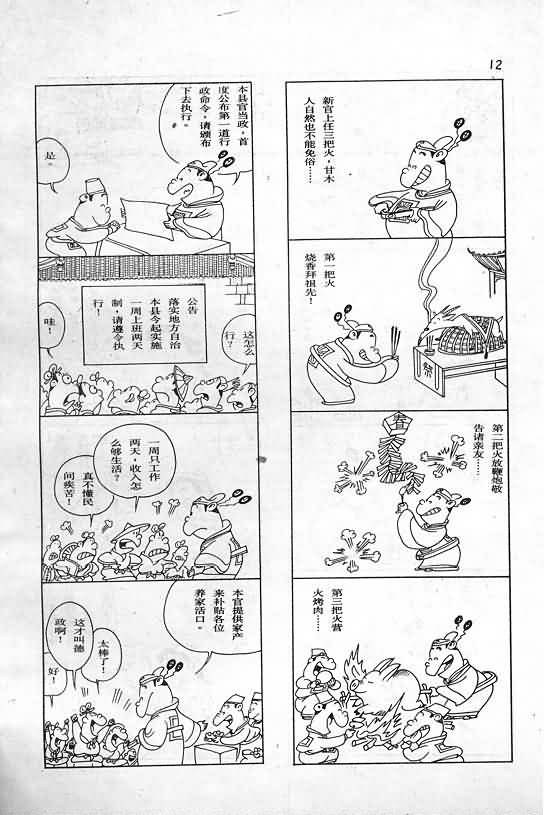 12
新官上任三把火，甘木
人自然也不能免俗……
第一把火
烧香拜祖先！
祭
第二把火放鞭炮敬
告诸亲友……
春
第三把火营
火烤肉……
本县官当政，首
度公布第一道行
政命令，请颁布
下去执行。
是。
公告
落实地方自治
本县令起实施
一周上班两天
制，请遵令执
行！
哇！
这怎么
行？
一周只工作
两天，收入怎
么够生活？
真不懂民
间疾苦！
本官提供家产
来补贴各位
养家活口。
太棒了！
这才叫德
政啊！
好！